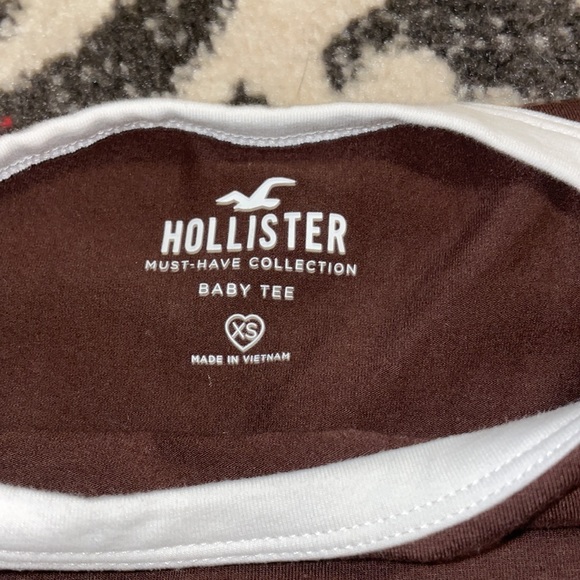 HOLLISTER
MUST-HAVE COLLECTION
BABY TEE
XS
MADE IN VIETNAM